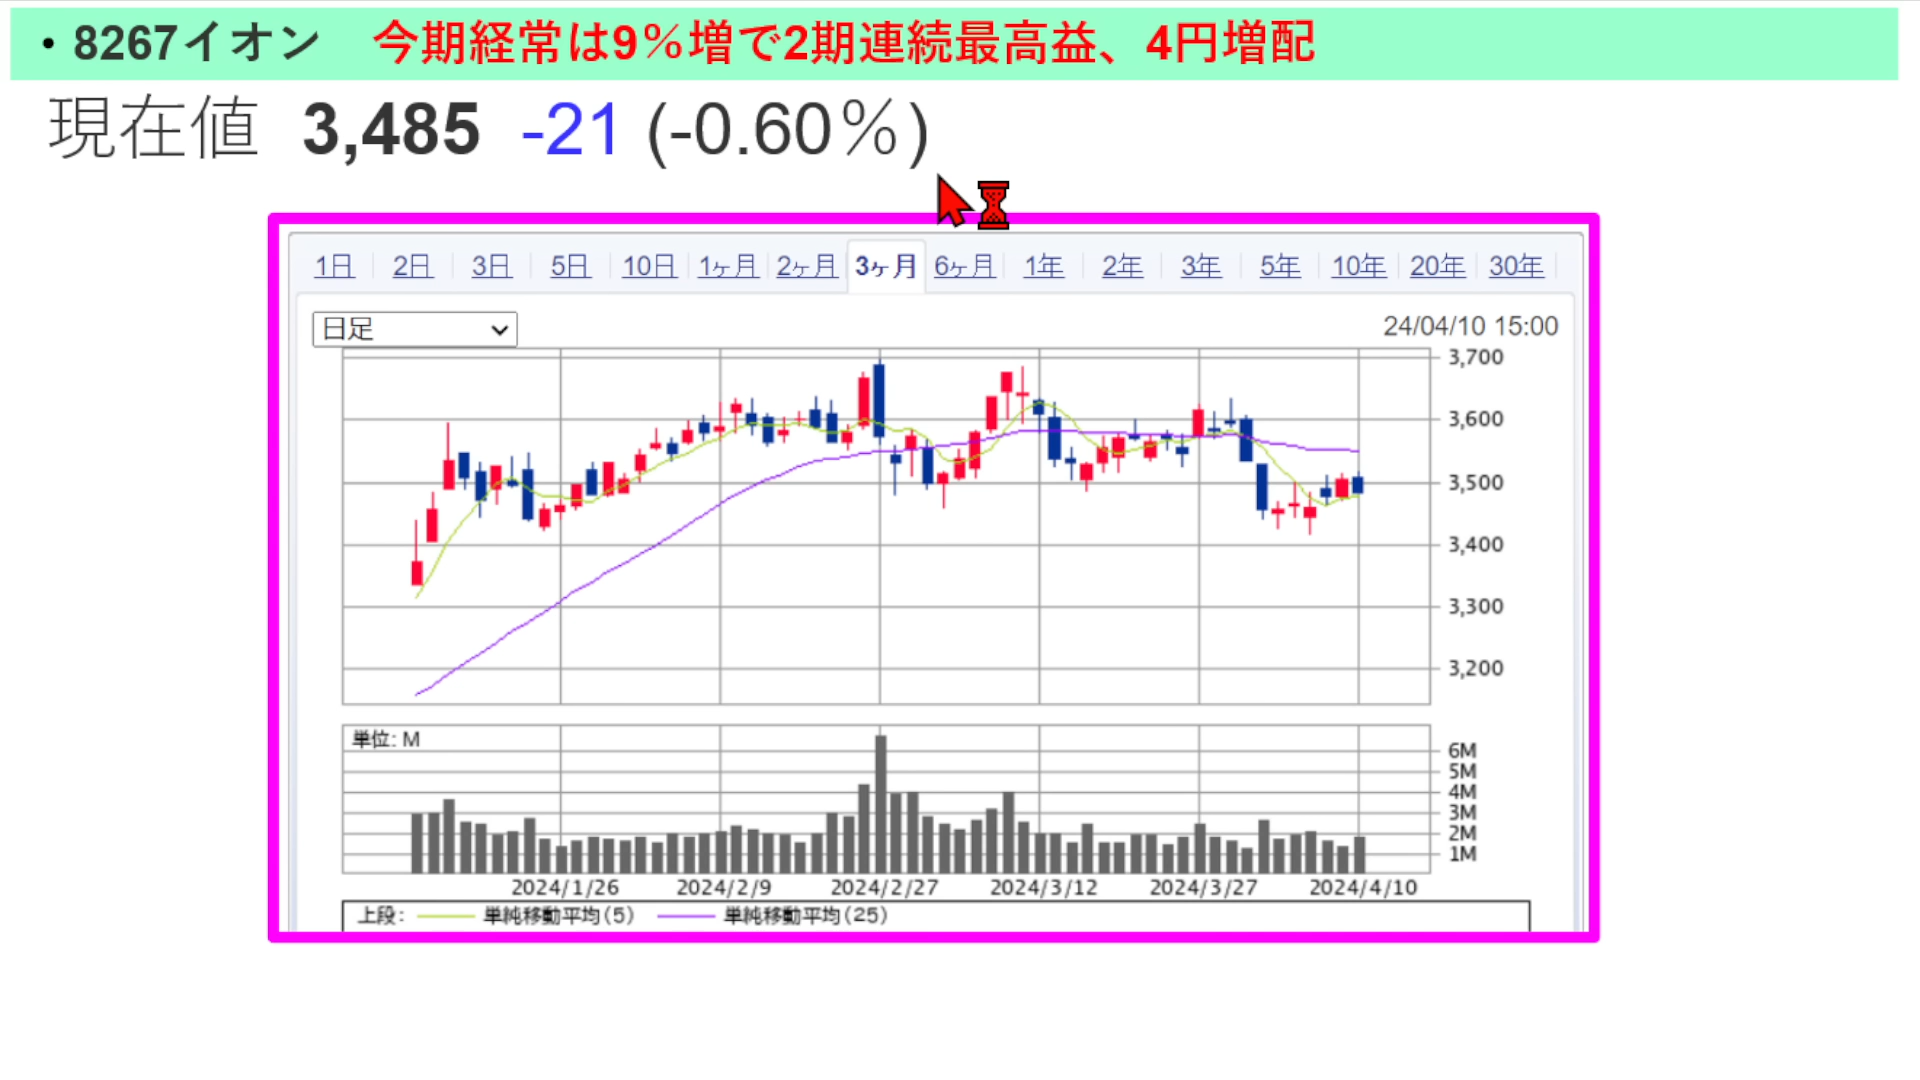 ・8267イオン　今期経常は9％増で2期連続最高益、4円増配
現在値 3,485 -21 (-0.60％)
1日 2日 3日 5日 10日 1ヶ月 2ヶ月 3ヶ月 6ヶ月 1年 2年 3年 5年 10年 20年 30年
日足
24/04/10 15:00
3,700
3,600
3,500
3,400
3,300
3,200
単位: M
6M
5M
4M
3M
2M
1M
2024/1/26 2024/2/9 2024/2/27 2024/3/12 2024/3/27 2024/4/10
上段: 単純移動平均(5) 単純移動平均(25)